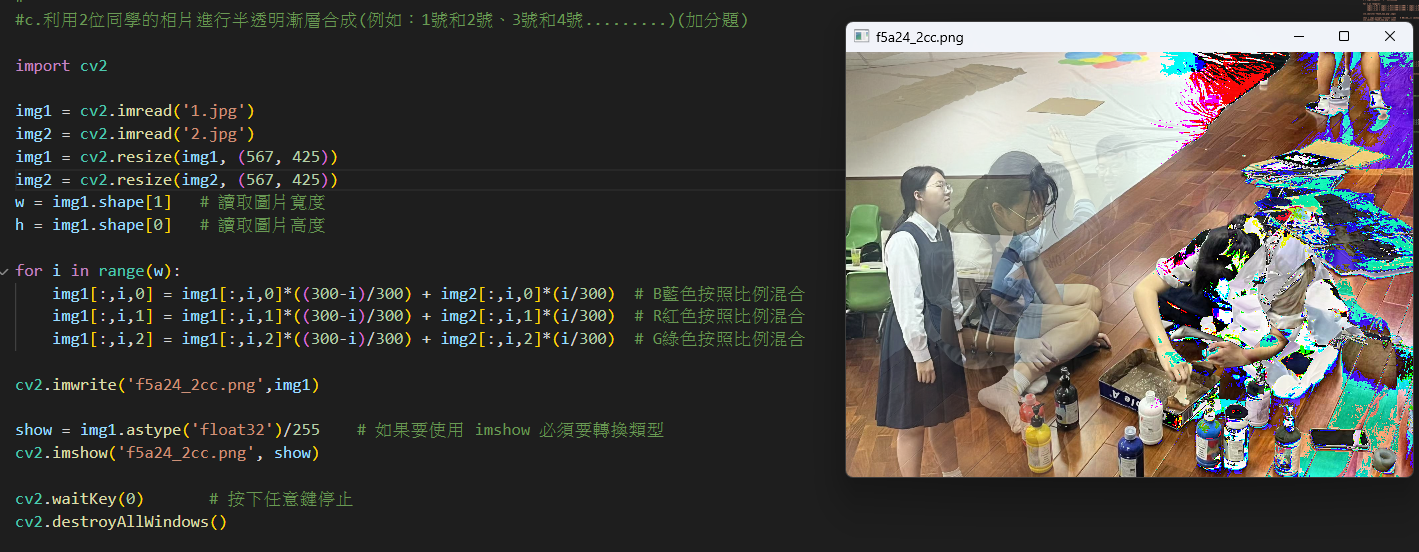 #c.利用2位同學的相片進行半透明漸層合成(例如：1號和2號、3號和4號.........)(加分題)
import cv2
img1 = cv2.imread('1.jpg')
img2 = cv2.imread('2.jpg')
img1 = cv2.resize(img1, (567, 425))
img2 = cv2.resize(img2, (567, 425))
w = img1.shape[1]   # 讀取圖片寬度
h = img1.shape[0]   # 讀取圖片高度
for i in range(w):
    img1[:,i,0] = img1[:,i,0]*((300-i)/300) + img2[:,i,0]*(i/300)  # B藍色按照比例混合
    img1[:,i,1] = img1[:,i,1]*((300-i)/300) + img2[:,i,1]*(i/300)  # R紅色按照比例混合
    img1[:,i,2] = img1[:,i,2]*((300-i)/300) + img2[:,i,2]*(i/300)  # G綠色按照比例混合
cv2.imwrite('f5a24_2cc.png',img1)
show = img1.astype('float32')/255   # 如果要使用 imshow 必須要轉換類型
cv2.imshow('f5a24_2cc.png', show)
cv2.waitKey(0)       # 按下任意鍵停止
cv2.destroyAllWindows()
f5a24_2cc.png